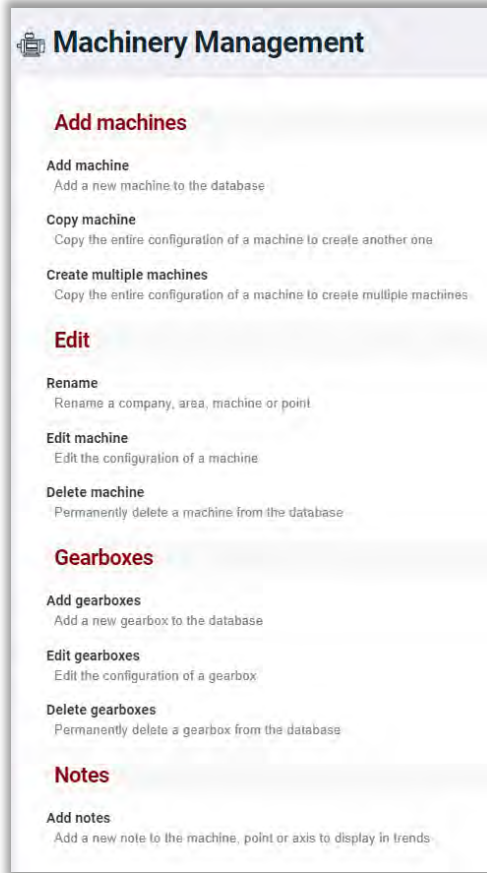 Machinery Management
Add machines
Add machine
Add a new machine to the database
Copy machine
Copy the entire configuration of a machine to create another one
Create multiple machines
Copy the entire configuration of a machine to create multiple machines
Edit
Rename
Rename a company, area, machine or point
Edit machine
Edit the configuration of a machine
Delete machine
Permanently delete a machine from the database
Gearboxes
Add gearboxes
Add a new gearbox to the database
Edit gearboxes
Edit the configuration of a gearbox
Delete gearboxes
Permanently delete a gearbox from the database
Notes
Add notes
Add a new note to the machine, point or axis to display in trends